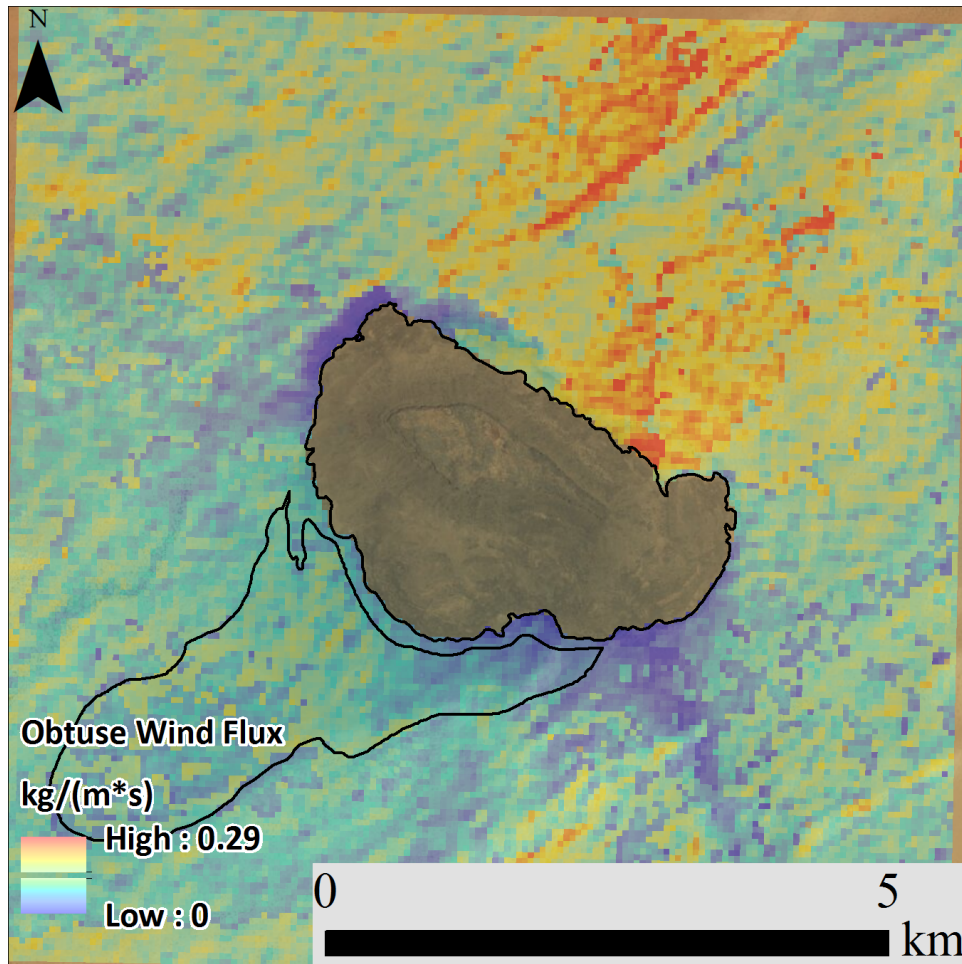 N
Obtuse Wind Flux
kg/(m*s)
High : 0.29
Low : 0
0 5
km